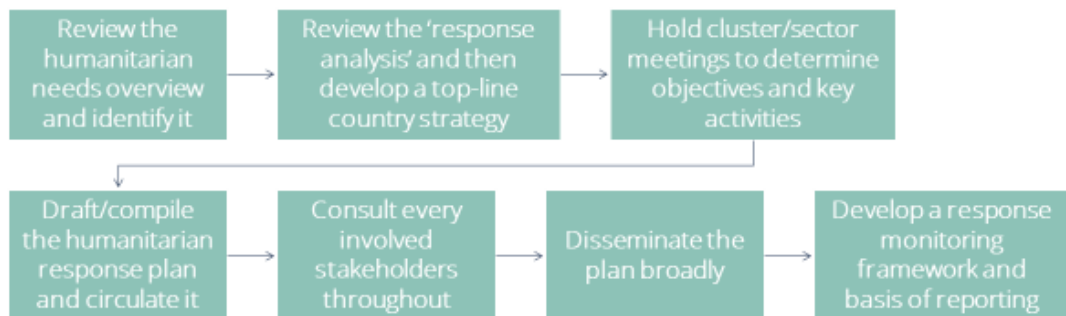 Review the
humanitarian
needs overview
and identify it
Review the ‘response
analysis’ and then
develop a top-line
country strategy
Hold cluster/sector
meetings to determine
objectives and key
activities
Draft/compile
the humanitarian
response plan
and circulate it
Consult every
involved
stakeholders
throughout
Disseminate the
plan broadly
Develop a response
monitoring
framework and
basis of reporting